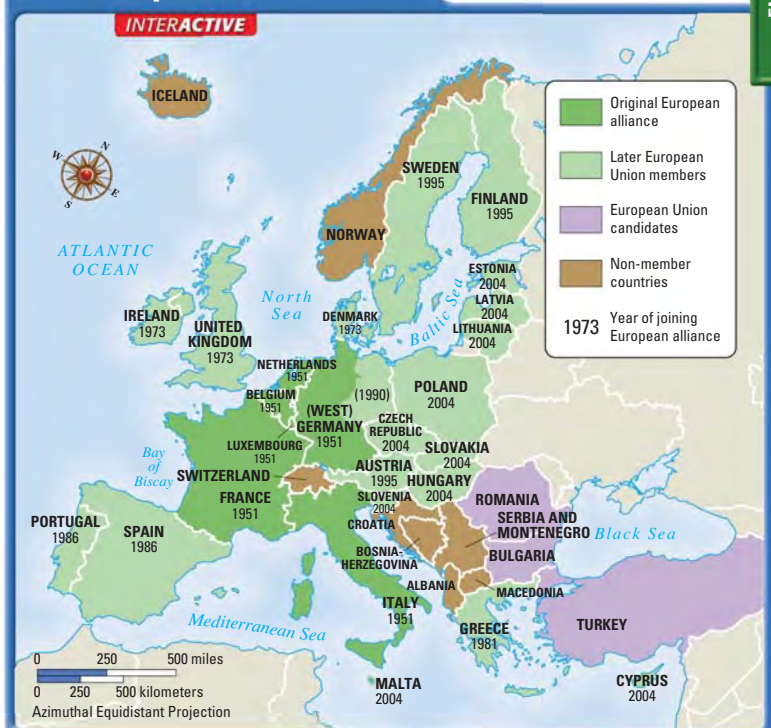 INTERACTIVE
ICELAND
N
W
E
S
ATLANTIC
OCEAN
SWEDEN
1995
FINLAND
1995
NORWAY
Original European
alliance
Later European
Union members
European Union
candidates
Non-member
countries
1973 Year of joining
European alliance
ESTONIA
2004
LATVIA
2004
LITHUANIA
2004
North
Sea
Baltic Sea
DENMARK
1973
IRELAND
1973
UNITED
KINGDOM
1973
NETHERLANDS
1951
BELGIUM
1951
(WEST)
GERMANY
1951
(1990)
POLAND
2004
CZECH
REPUBLIC
2004
SLOVAKIA
2004
LUXEMBOURG
1951
Bay
of
Biscay
SWITZERLAND
FRANCE
1951
AUSTRIA
1995
HUNGARY
2004
SLOVENIA
2004
ROMANIA
CROATIA
SERBIA AND
MONTENEGRO
Black Sea
BOSNIA-
HERZEGOVINA
BULGARIA
PORTUGAL
1986
SPAIN
1986
ALBANIA
MACEDONIA
ITALY
1951
GREECE
1981
TURKEY
Mediterranean Sea
MALTA
2004
CYPRUS
2004
0 250 500 miles
0 250 500 kilometers
Azimuthal Equidistant Projection